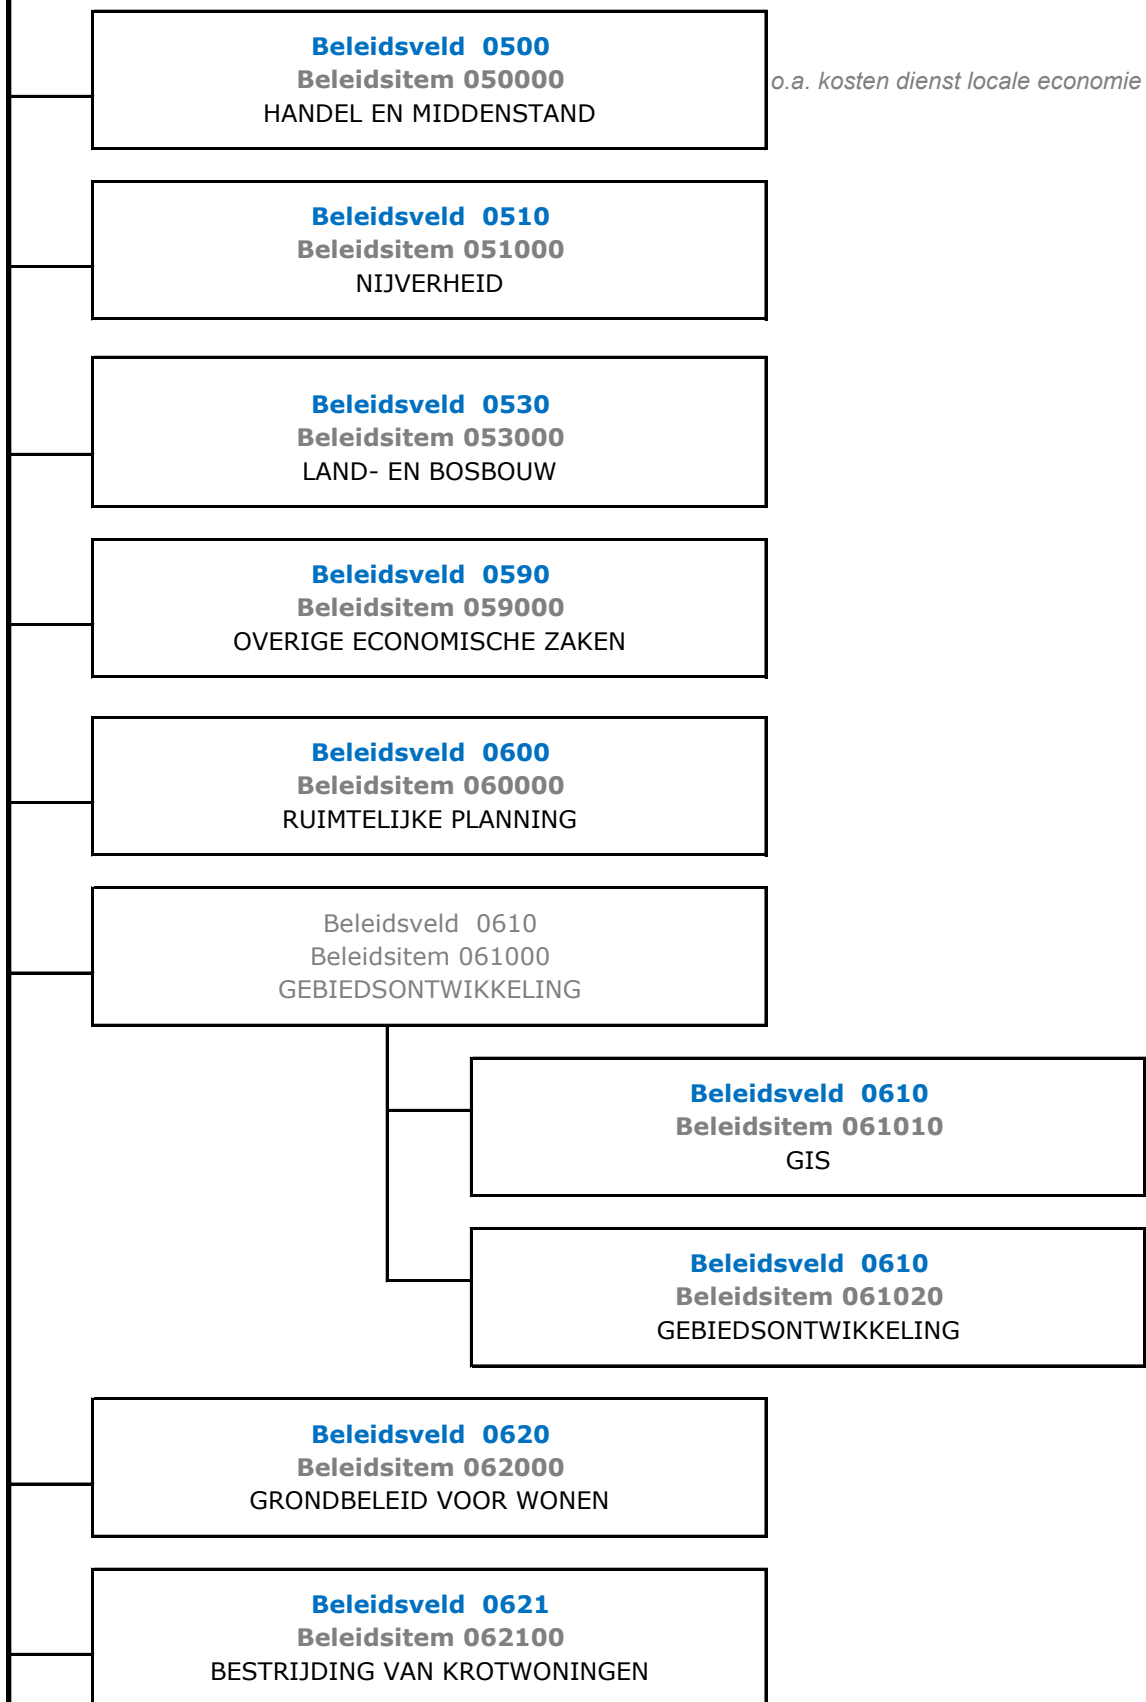 Beleidsveld  0500
Beleidsitem 050000
HANDEL EN MIDDENSTAND
o.a. kosten dienst locale economie
Beleidsveld  0510
Beleidsitem 051000
NIJVERHEID
Beleidsveld  0530
Beleidsitem 053000
LAND- EN BOSBOUW
Beleidsveld  0590
Beleidsitem 059000
OVERIGE ECONOMISCHE ZAKEN
Beleidsveld  0600
Beleidsitem 060000
RUIMTELIJKE PLANNING
Beleidsveld  0610
Beleidsitem 061000
GEBIEDSONTWIKKELING
Beleidsveld  0610
Beleidsitem 061010
GIS
Beleidsveld  0610
Beleidsitem 061020
GEBIEDSONTWIKKELING
Beleidsveld  0620
Beleidsitem 062000
GRONDBELEID VOOR WONEN
Beleidsveld  0621
Beleidsitem 062100
BESTRIJDING VAN KROTWONINGEN